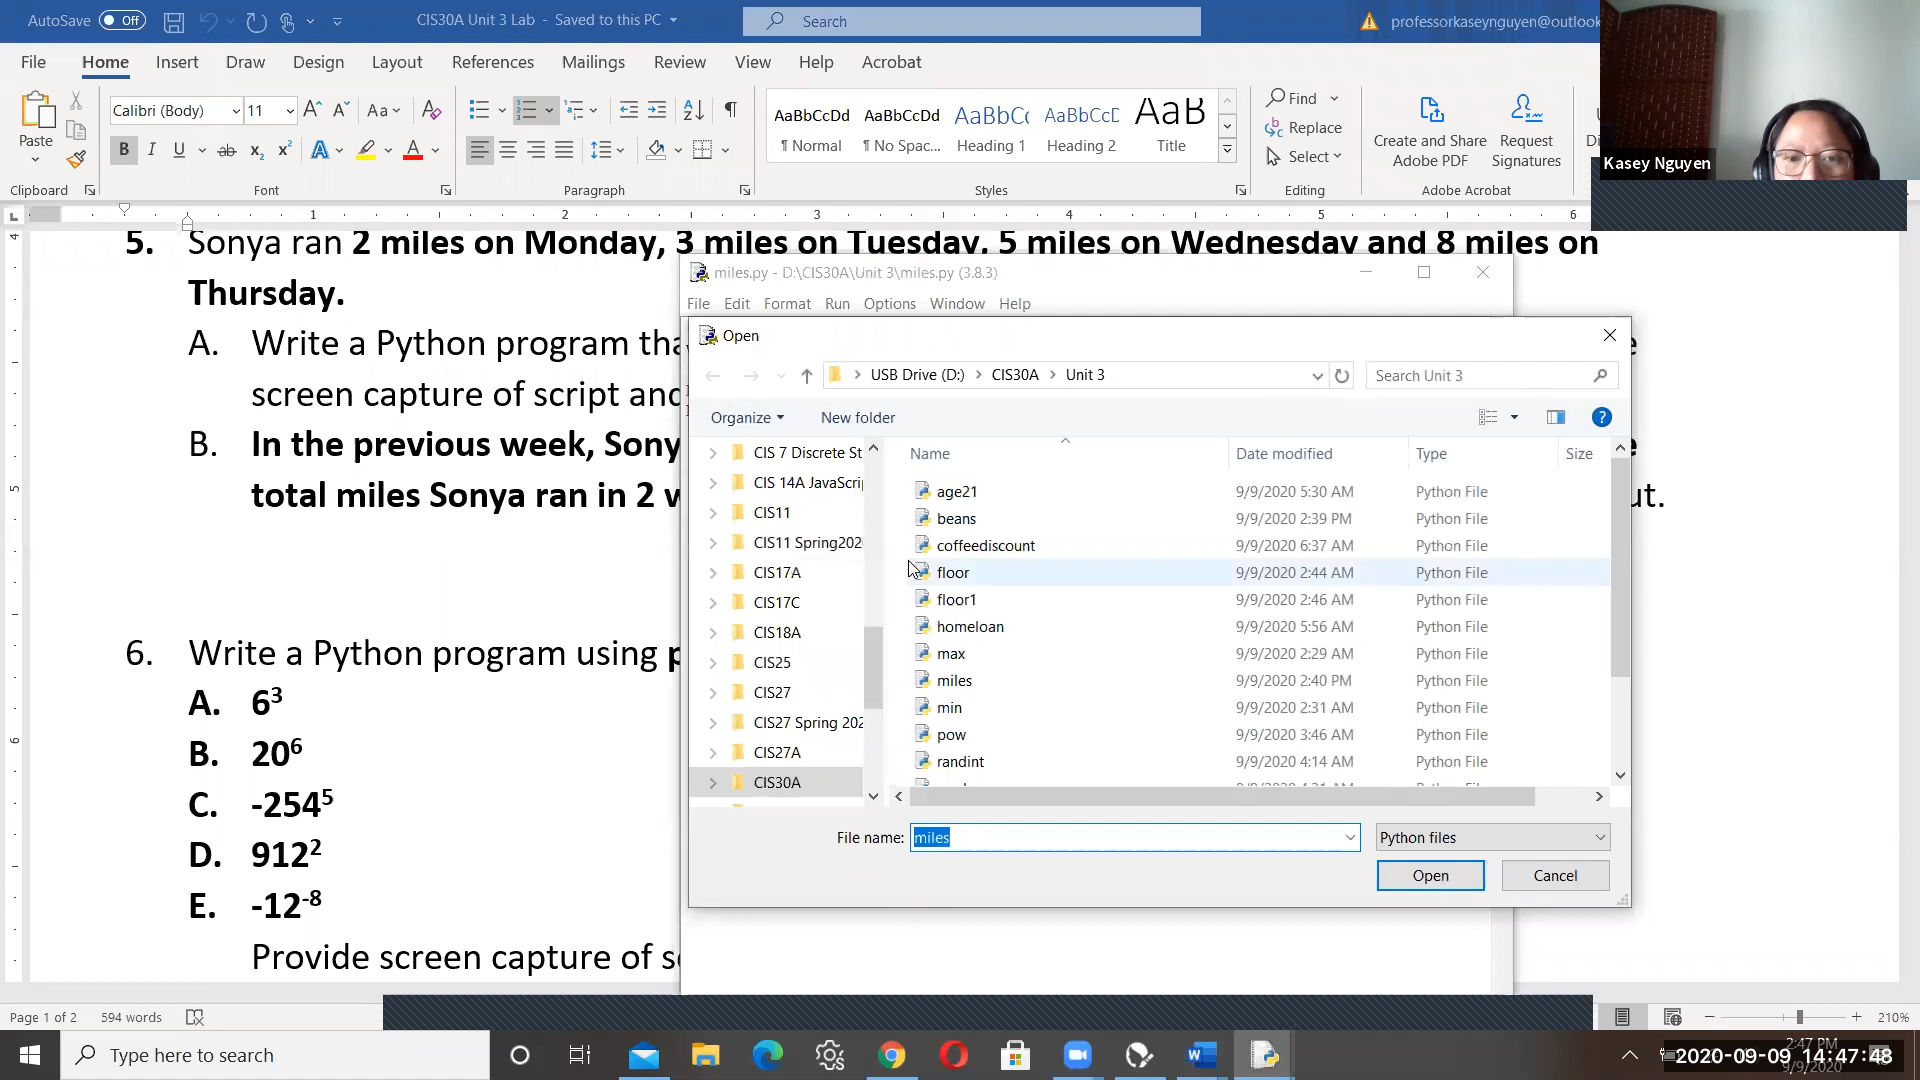 AutoSave Off CIS30A Unit 3 Lab - Saved to this PC Search professorkaseynguyen@outlook
File Home Insert Draw Design Layout References Mailings Review View Help Acrobat
Calibri (Body) 11 Aa
Paste
Clipboard Font Paragraph Styles Editing Adobe Acrobat
AaBbCcDd AaBbCcDd AaBbC AaBbCcD AaB
¶ Normal ¶ No Spac... Heading 1 Heading 2 Title
Find
Replace
Select
Create and Share Adobe PDF
Request Signatures
Kasey Nguyen
1 2 3 4 5 6
5. Sonya ran 2 miles on Monday, 3 miles on Tuesday, 5 miles on Wednesday and 8 miles on
Thursday.
A. Write a Python program tha
screen capture of script and
B. In the previous week, Sony
total miles Sonya ran in 2 w
ut.
6. Write a Python program using p
A. 6³
B. 20⁶
C. -254⁵
D. 912²
E. -12⁻⁸
Provide screen capture of s
miles.py - D:\CIS30A\Unit 3\miles.py (3.8.3)
File Edit Format Run Options Window Help
Open
USB Drive (D:) > CIS30A > Unit 3
Search Unit 3
Organize New folder
CIS 7 Discrete St
CIS 14A JavaScri
CIS11
CIS11 Spring202
CIS17A
CIS17C
CIS18A
CIS25
CIS27
CIS27 Spring 202
CIS27A
CIS30A
Name Date modified Type Size
age21 9/9/2020 5:30 AM Python File
beans 9/9/2020 2:39 PM Python File
coffeediscount 9/9/2020 6:37 AM Python File
floor 9/9/2020 2:44 AM Python File
floor1 9/9/2020 2:46 AM Python File
homeloan 9/9/2020 5:56 AM Python File
max 9/9/2020 2:29 AM Python File
miles 9/9/2020 2:40 PM Python File
min 9/9/2020 2:31 AM Python File
pow 9/9/2020 3:46 AM Python File
randint 9/9/2020 4:14 AM Python File
File name: miles Python files
Open Cancel
Page 1 of 2 594 words 210%
Type here to search
2:47 PM
2020-09-09 14:47:48
9/9/2020